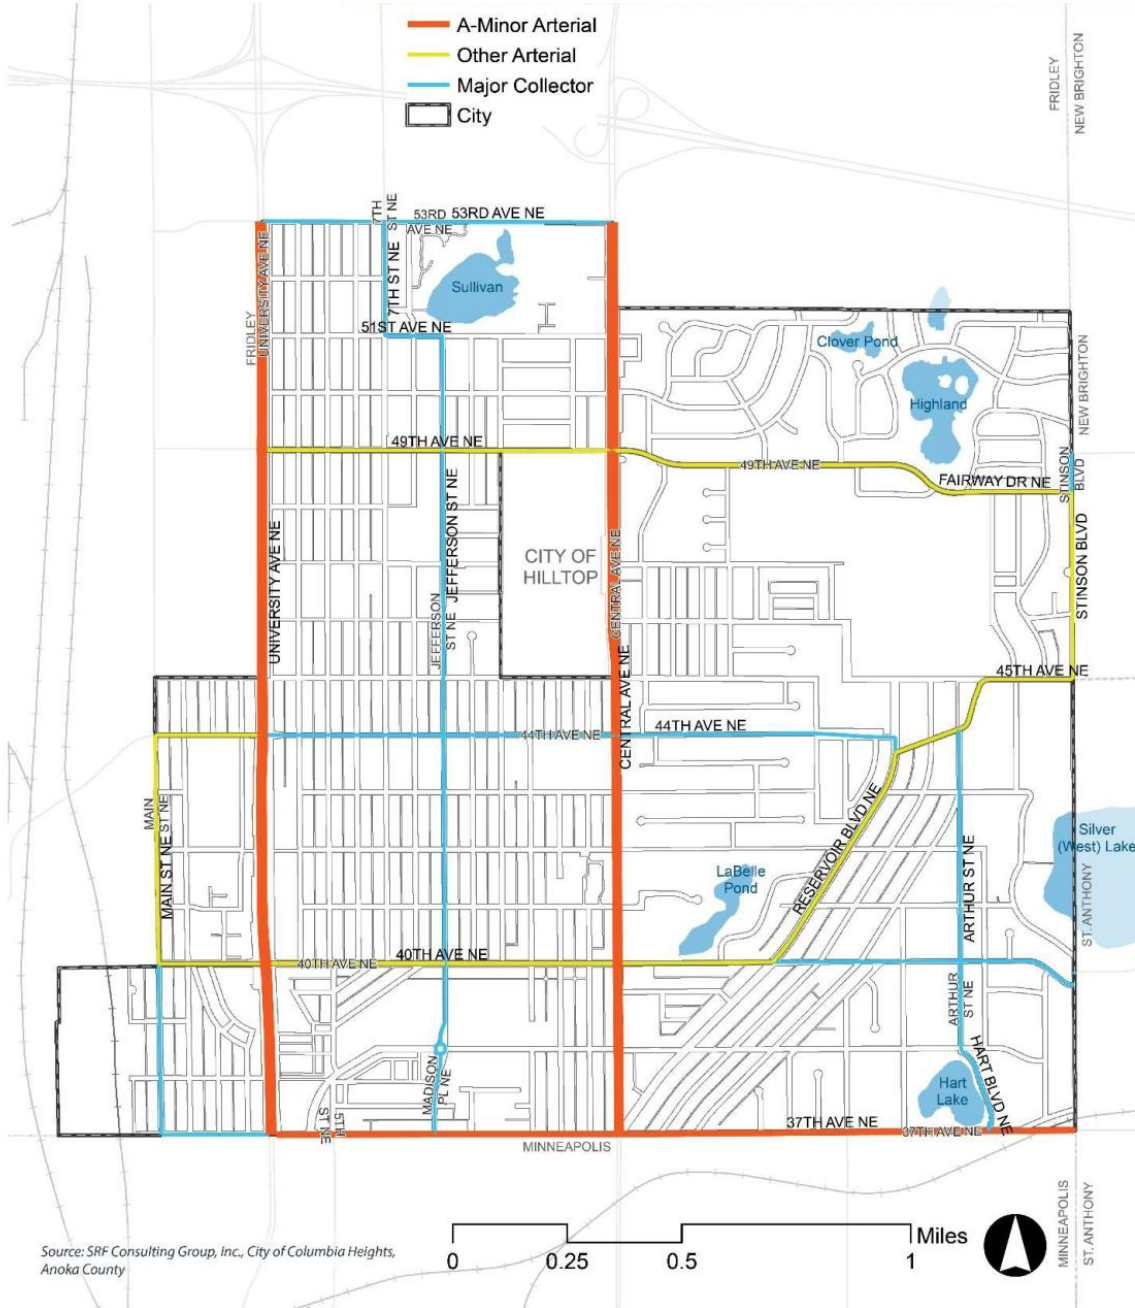 A-Minor Arterial
Other Arterial
Major Collector
City
FRIDLEY
NEW BRIGHTON
7TH
ST NE
53RD
AVE NE
53RD AVE NE
UNIVERSITY AVE NE
FRIDLEY
7TH ST NE
Sullivan
51ST AVE NE
Clover Pond
Highland
NEW BRIGHTON
49TH AVE NE
49TH AVE NE
FAIRWAY DR NE
STINSON
BLVD
JEFFERSON ST NE
CITY OF
HILLTOP
CENTRAL AVE NE
STINSON BLVD
UNIVERSITY AVE NE
JEFFERSON
ST NE
45TH AVE NE
CENTRAL AVE NE
44TH AVE NE
44TH AVE NE
MAIN
ST NE
MAIN ST NE
RESERVOIR BLVD NE
Silver
(West) Lake
LaBelle
Pond
ARTHUR ST NE
ST. ANTHONY
40TH AVE NE
40TH AVE NE
ARTHUR
ST NE
HART BLVD NE
MADISON
PL NE
Hart
Lake
5TH
ST NE
37TH AVE NE
37TH AVE NE
MINNEAPOLIS
MINNEAPOLIS
ST. ANTHONY
Miles
0
0.25
0.5
1
Source: SRF Consulting Group, Inc., City of Columbia Heights,
Anoka County